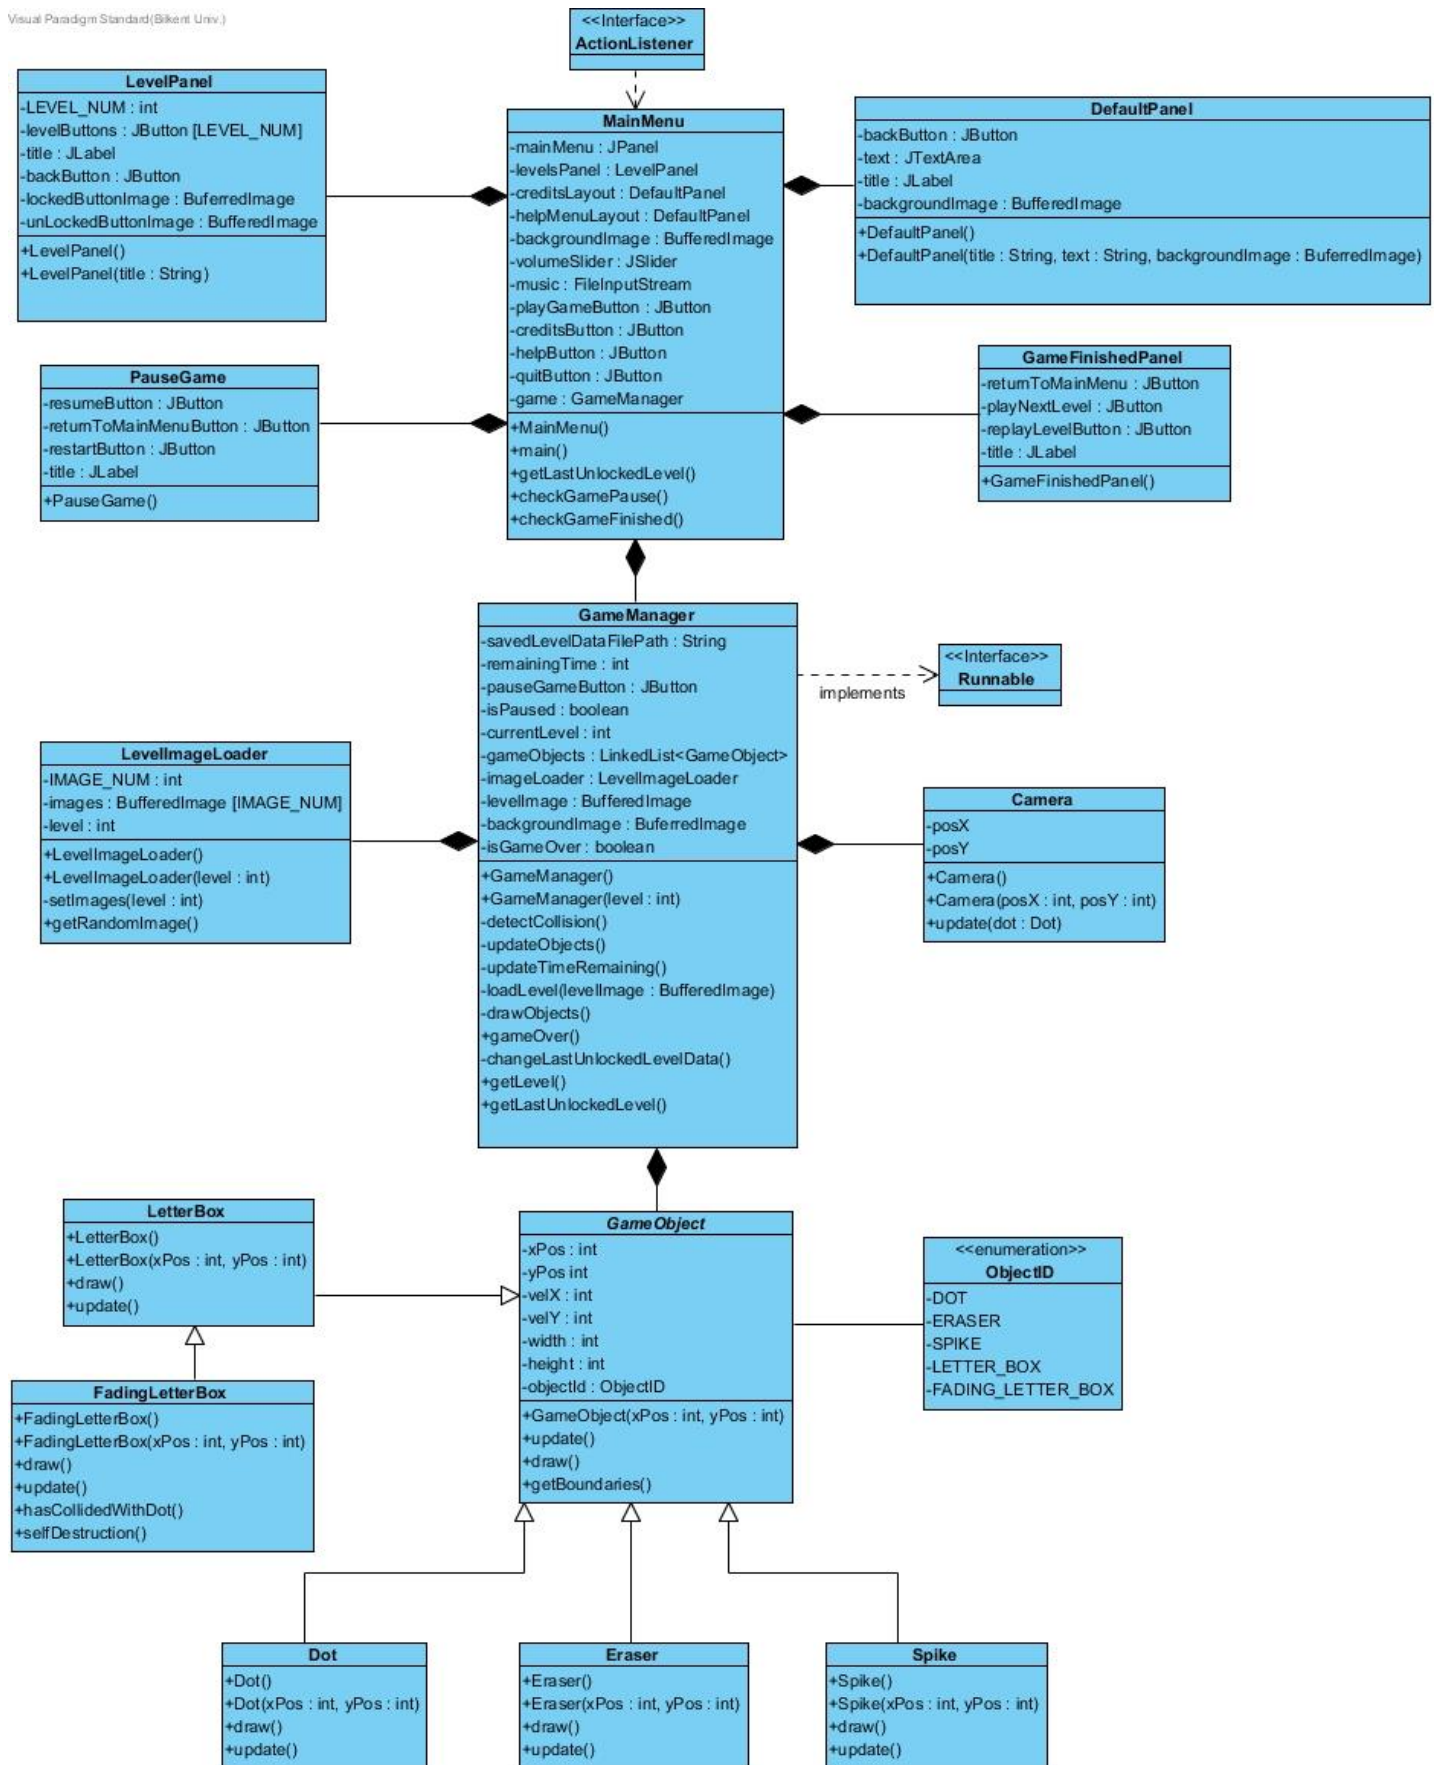 Visual Paradigm Standard(Bilkent Univ.)
<<Interface>>
ActionListener
LevelPanel
-LEVEL_NUM : int
-levelButtons : JButton [LEVEL_NUM]
-title : JLabel
-backButton : JButton
-lockedButtonImage : BuferredImage
-unLockedButtonImage : BufferedImage
+LevelPanel()
+LevelPanel(title : String)
MainMenu
-mainMenu : JPanel
-levelsPanel : LevelPanel
-creditsLayout : DefaultPanel
-helpMenuLayout : DefaultPanel
-backgroundImage : BufferedImage
-volumeSlider : JSlider
-music : FileInputStream
-playGameButton : JButton
-creditsButton : JButton
-helpButton : JButton
-quitButton : JButton
-game : GameManager
+MainMenu()
+main()
+getLastUnlockedLevel()
+checkGamePause()
+checkGameFinished()
DefaultPanel
-backButton : JButton
-text : JTextArea
-title : JLabel
-backgroundImage : BufferedImage
+DefaultPanel()
+DefaultPanel(title : String, text : String, backgroundImage : BuferredImage)
PauseGame
-resumeButton : JButton
-returnToMainMenuButton : JButton
-restartButton : JButton
-title : JLabel
+PauseGame()
GameFinishedPanel
-returnToMainMenu : JButton
-playNextLevel : JButton
-replayLevelButton : JButton
-title : JLabel
+GameFinishedPanel()
GameManager
-savedLevelDataFilePath : String
-remainingTime : int
-pauseGameButton : JButton
-isPaused : boolean
-currentLevel : int
-gameObjects : LinkedList<GameObject>
-imageLoader : LevelImageLoader
-levelImage : BufferedImage
-backgroundImage : BuferredImage
-isGameOver : boolean
+GameManager()
+GameManager(level : int)
-detectCollision()
-updateObjects()
-updateTimeRemaining()
-loadLevel(levelImage : BufferedImage)
-drawObjects()
+gameOver()
-changeLastUnlockedLevelData()
+getLevel()
+getLastUnlockedLevel()
implements
<<Interface>>
Runnable
LevelImageLoader
-IMAGE_NUM : int
-images : BufferedImage [IMAGE_NUM]
-level : int
+LevelImageLoader()
+LevelImageLoader(level : int)
-setImages(level : int)
+getRandomImage()
Camera
-posX
-posY
+Camera()
+Camera(posX : int, posY : int)
+update(dot : Dot)
LetterBox
+LetterBox()
+LetterBox(xPos : int, yPos : int)
+draw()
+update()
GameObject
-xPos : int
-yPos int
-velX : int
-velY : int
-width : int
-height : int
-objectId : ObjectID
+GameObject(xPos : int, yPos : int)
+update()
+draw()
+getBoundaries()
<<enumeration>>
ObjectID
-DOT
-ERASER
-SPIKE
-LETTER_BOX
-FADING_LETTER_BOX
FadingLetterBox
+FadingLetterBox()
+FadingLetterBox(xPos : int, yPos : int)
+draw()
+update()
+hasCollidedWithDot()
+selfDestruction()
Dot
+Dot()
+Dot(xPos : int, yPos : int)
+draw()
+update()
Eraser
+Eraser()
+Eraser(xPos : int, yPos : int)
+draw()
+update()
Spike
+Spike()
+Spike(xPos : int, yPos : int)
+draw()
+update()